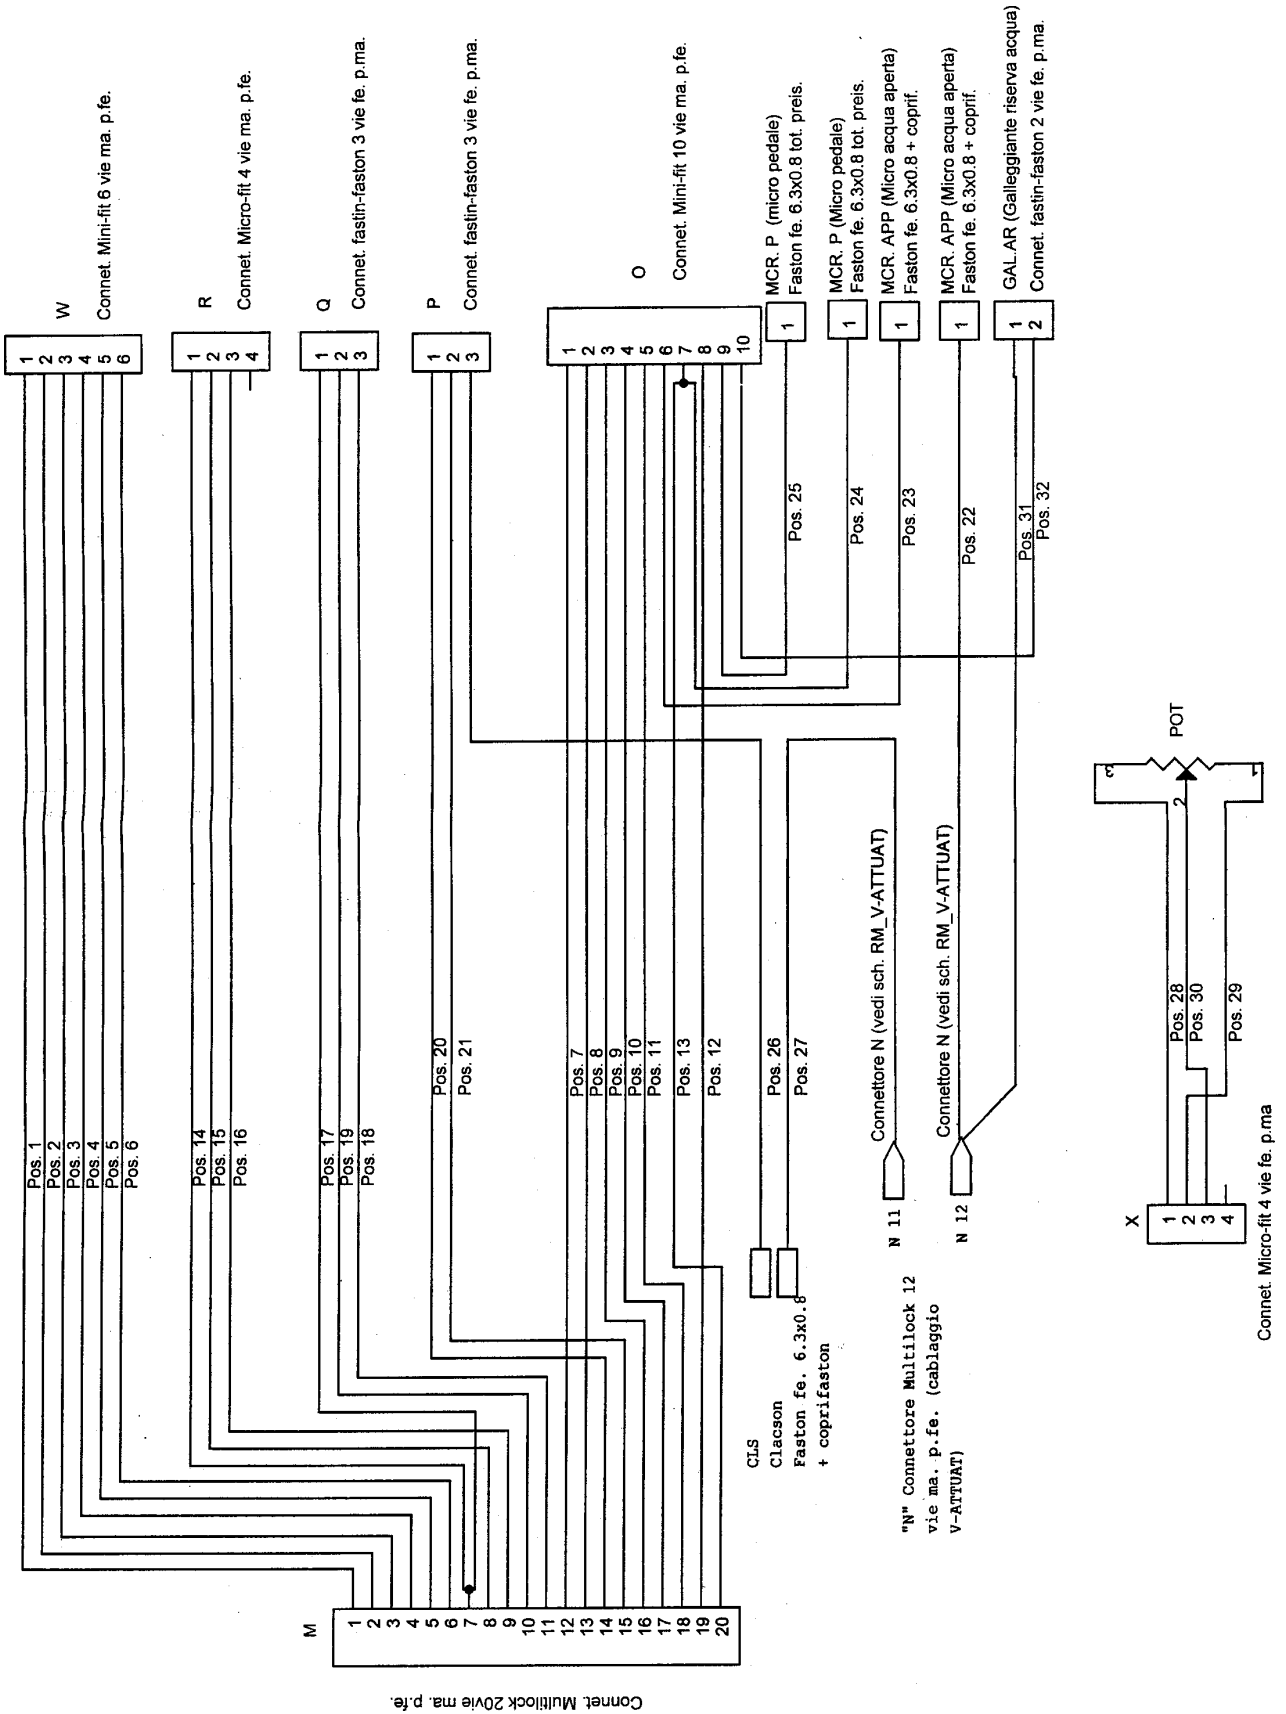 W
Connet. Mini-fit 6 vie ma. p.fe.
1
2
3
4
5
6
Pos. 1
Pos. 2
Pos. 3
Pos. 4
Pos. 5
Pos. 6
R
Connet. Micro-fit 4 vie ma. p.fe.
1
2
3
4
Pos. 14
Pos. 15
Pos. 16
Q
Connet. fastin-faston 3 vie fe. p.ma.
1
2
3
Pos. 17
Pos. 19
Pos. 18
P
Connet. fastin-faston 3 vie fe. p.ma.
1
2
3
Pos. 20
Pos. 21
O
Connet. Mini-fit 10 vie ma. p.fe.
1
2
3
4
5
6
7
8
9
10
Pos. 7
Pos. 8
Pos. 9
Pos. 10
Pos. 11
Pos. 13
Pos. 12
MCR. P (micro pedale)
Faston fe. 6.3x0.8 tot. preis.
1
Pos. 25
MCR. P (Micro pedale)
Faston fe. 6.3x0.8 tot. preis.
1
Pos. 24
MCR. APP (Micro acqua aperta)
Faston fe. 6.3x0.8 + coprif.
1
Pos. 23
MCR. APP (Micro acqua aperta)
Faston fe. 6.3x0.8 + coprif.
1
Pos. 22
GAL.AR (Galleggiante riserva acqua)
Connet. fastin-faston 2 vie fe. p.ma.
1
2
Pos. 31
Pos. 32
Pos. 26
Pos. 27
Connettore N (vedi sch. RM_V-ATTUAT)
N 11
Connettore N (vedi sch. RM_V-ATTUAT)
N 12
CLS
Clacson
Faston fe. 6.3x0.8
+ coprifaston
"N" Connettore Multilock 12
vie ma. p.fe. (cablaggio
V-ATTUAT)
M
1
2
3
4
5
6
7
8
9
10
11
12
13
14
15
16
17
18
19
20
Connet. Multilock 20vie ma. p.fe.
POT
3
2
1
Pos. 28
Pos. 30
Pos. 29
X
1
2
3
4
Connet. Micro-fit 4 vie fe. p.ma